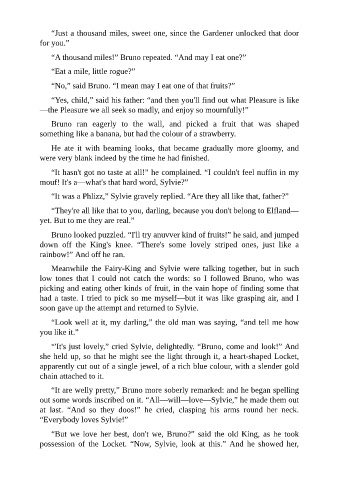 “Just a thousand miles, sweet one, since the Gardener unlocked that door
for you.”
“A thousand miles!” Bruno repeated. “And may I eat one?”
“Eat a mile, little rogue?”
“No,” said Bruno. “I mean may I eat one of that fruits?”
“Yes, child,” said his father: “and then you'll find out what Pleasure is like
—the Pleasure we all seek so madly, and enjoy so mournfully!”
Bruno ran eagerly to the wall, and picked a fruit that was shaped
something like a banana, but had the colour of a strawberry.
He ate it with beaming looks, that became gradually more gloomy, and
were very blank indeed by the time he had finished.
“It hasn't got no taste at all!” he complained. “I couldn't feel nuffin in my
mouf! It's a—what's that hard word, Sylvie?”
“It was a Phlizz,” Sylvie gravely replied. “Are they all like that, father?”
“They're all like that to you, darling, because you don't belong to Elfland—
yet. But to me they are real.”
Bruno looked puzzled. “I'll try anuvver kind of fruits!” he said, and jumped
down off the King's knee. “There's some lovely striped ones, just like a
rainbow!” And off he ran.
Meanwhile the Fairy-King and Sylvie were talking together, but in such
low tones that I could not catch the words: so I followed Bruno, who was
picking and eating other kinds of fruit, in the vain hope of finding some that
had a taste. I tried to pick so me myself—but it was like grasping air, and I
soon gave up the attempt and returned to Sylvie.
“Look well at it, my darling,” the old man was saying, “and tell me how
you like it.”
“'It's just lovely,” cried Sylvie, delightedly. “Bruno, come and look!” And
she held up, so that he might see the light through it, a heart-shaped Locket,
apparently cut out of a single jewel, of a rich blue colour, with a slender gold
chain attached to it.
“It are welly pretty,” Bruno more soberly remarked: and he began spelling
out some words inscribed on it. “All—will—love—Sylvie,” he made them out
at last. “And so they doos!” he cried, clasping his arms round her neck.
“Everybody loves Sylvie!”
“But we love her best, don't we, Bruno?” said the old King, as he took
possession of the Locket. “Now, Sylvie, look at this.” And he showed her,